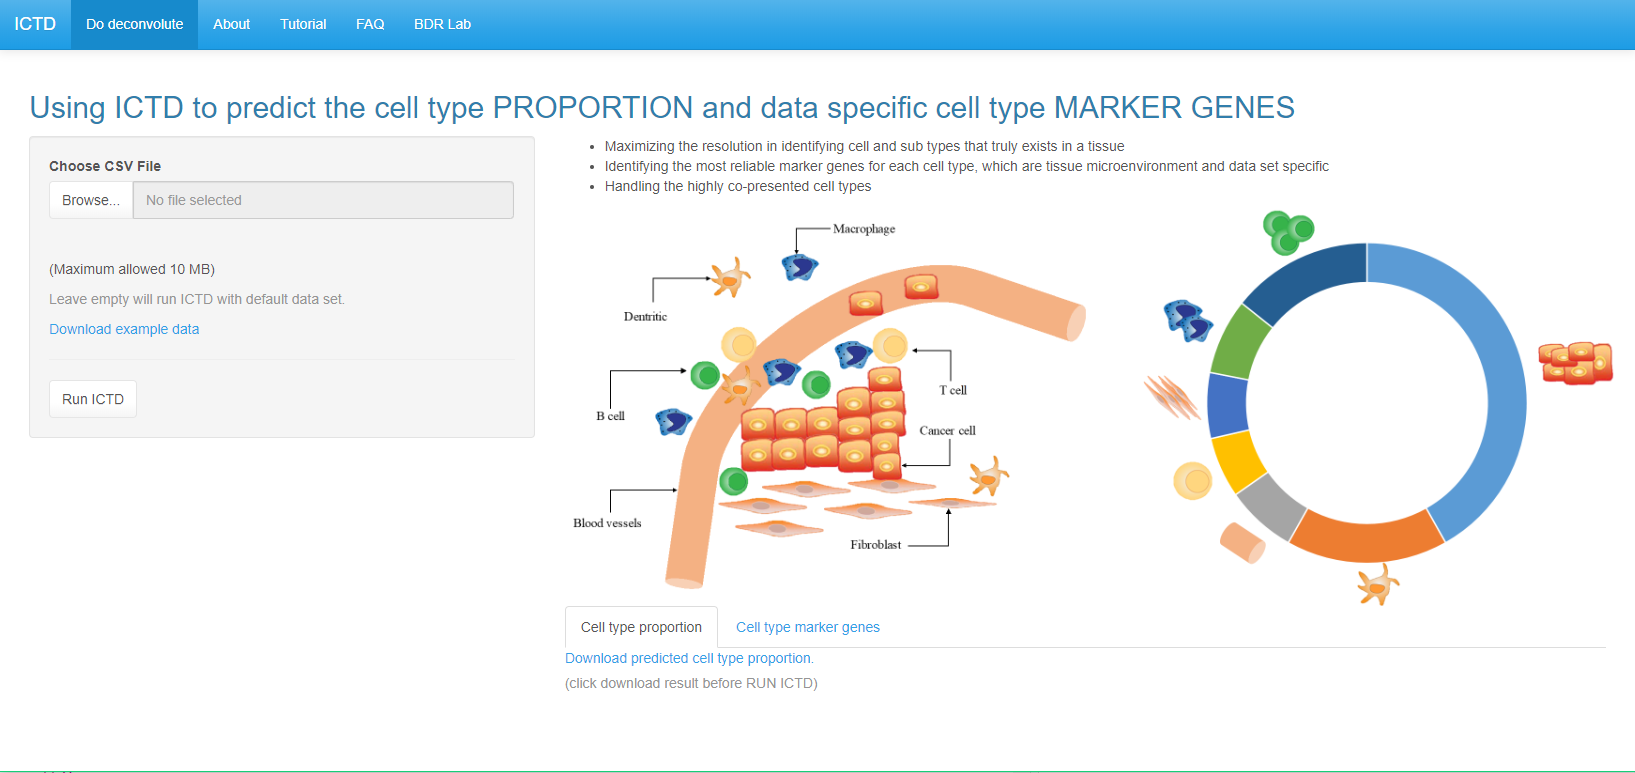 ICTD
Do deconvolute
About
Tutorial
FAQ
BDR Lab
Using ICTD to predict the cell type PROPORTION and data specific cell type MARKER GENES
Choose CSV File
Browse...
No file selected
(Maximum allowed 10 MB)
Leave empty will run ICTD with default data set.
Download example data
Run ICTD
Maximizing the resolution in identifying cell and sub types that truly exists in a tissue
Identifying the most reliable marker genes for each cell type, which are tissue microenvironment and data set specific
Handling the highly co-presented cell types
Macrophage
Dentritic
T cell
B cell
Cancer cell
Blood vessels
Fibroblast
Cell type proportion
Cell type marker genes
Download predicted cell type proportion.
(click download result before RUN ICTD)